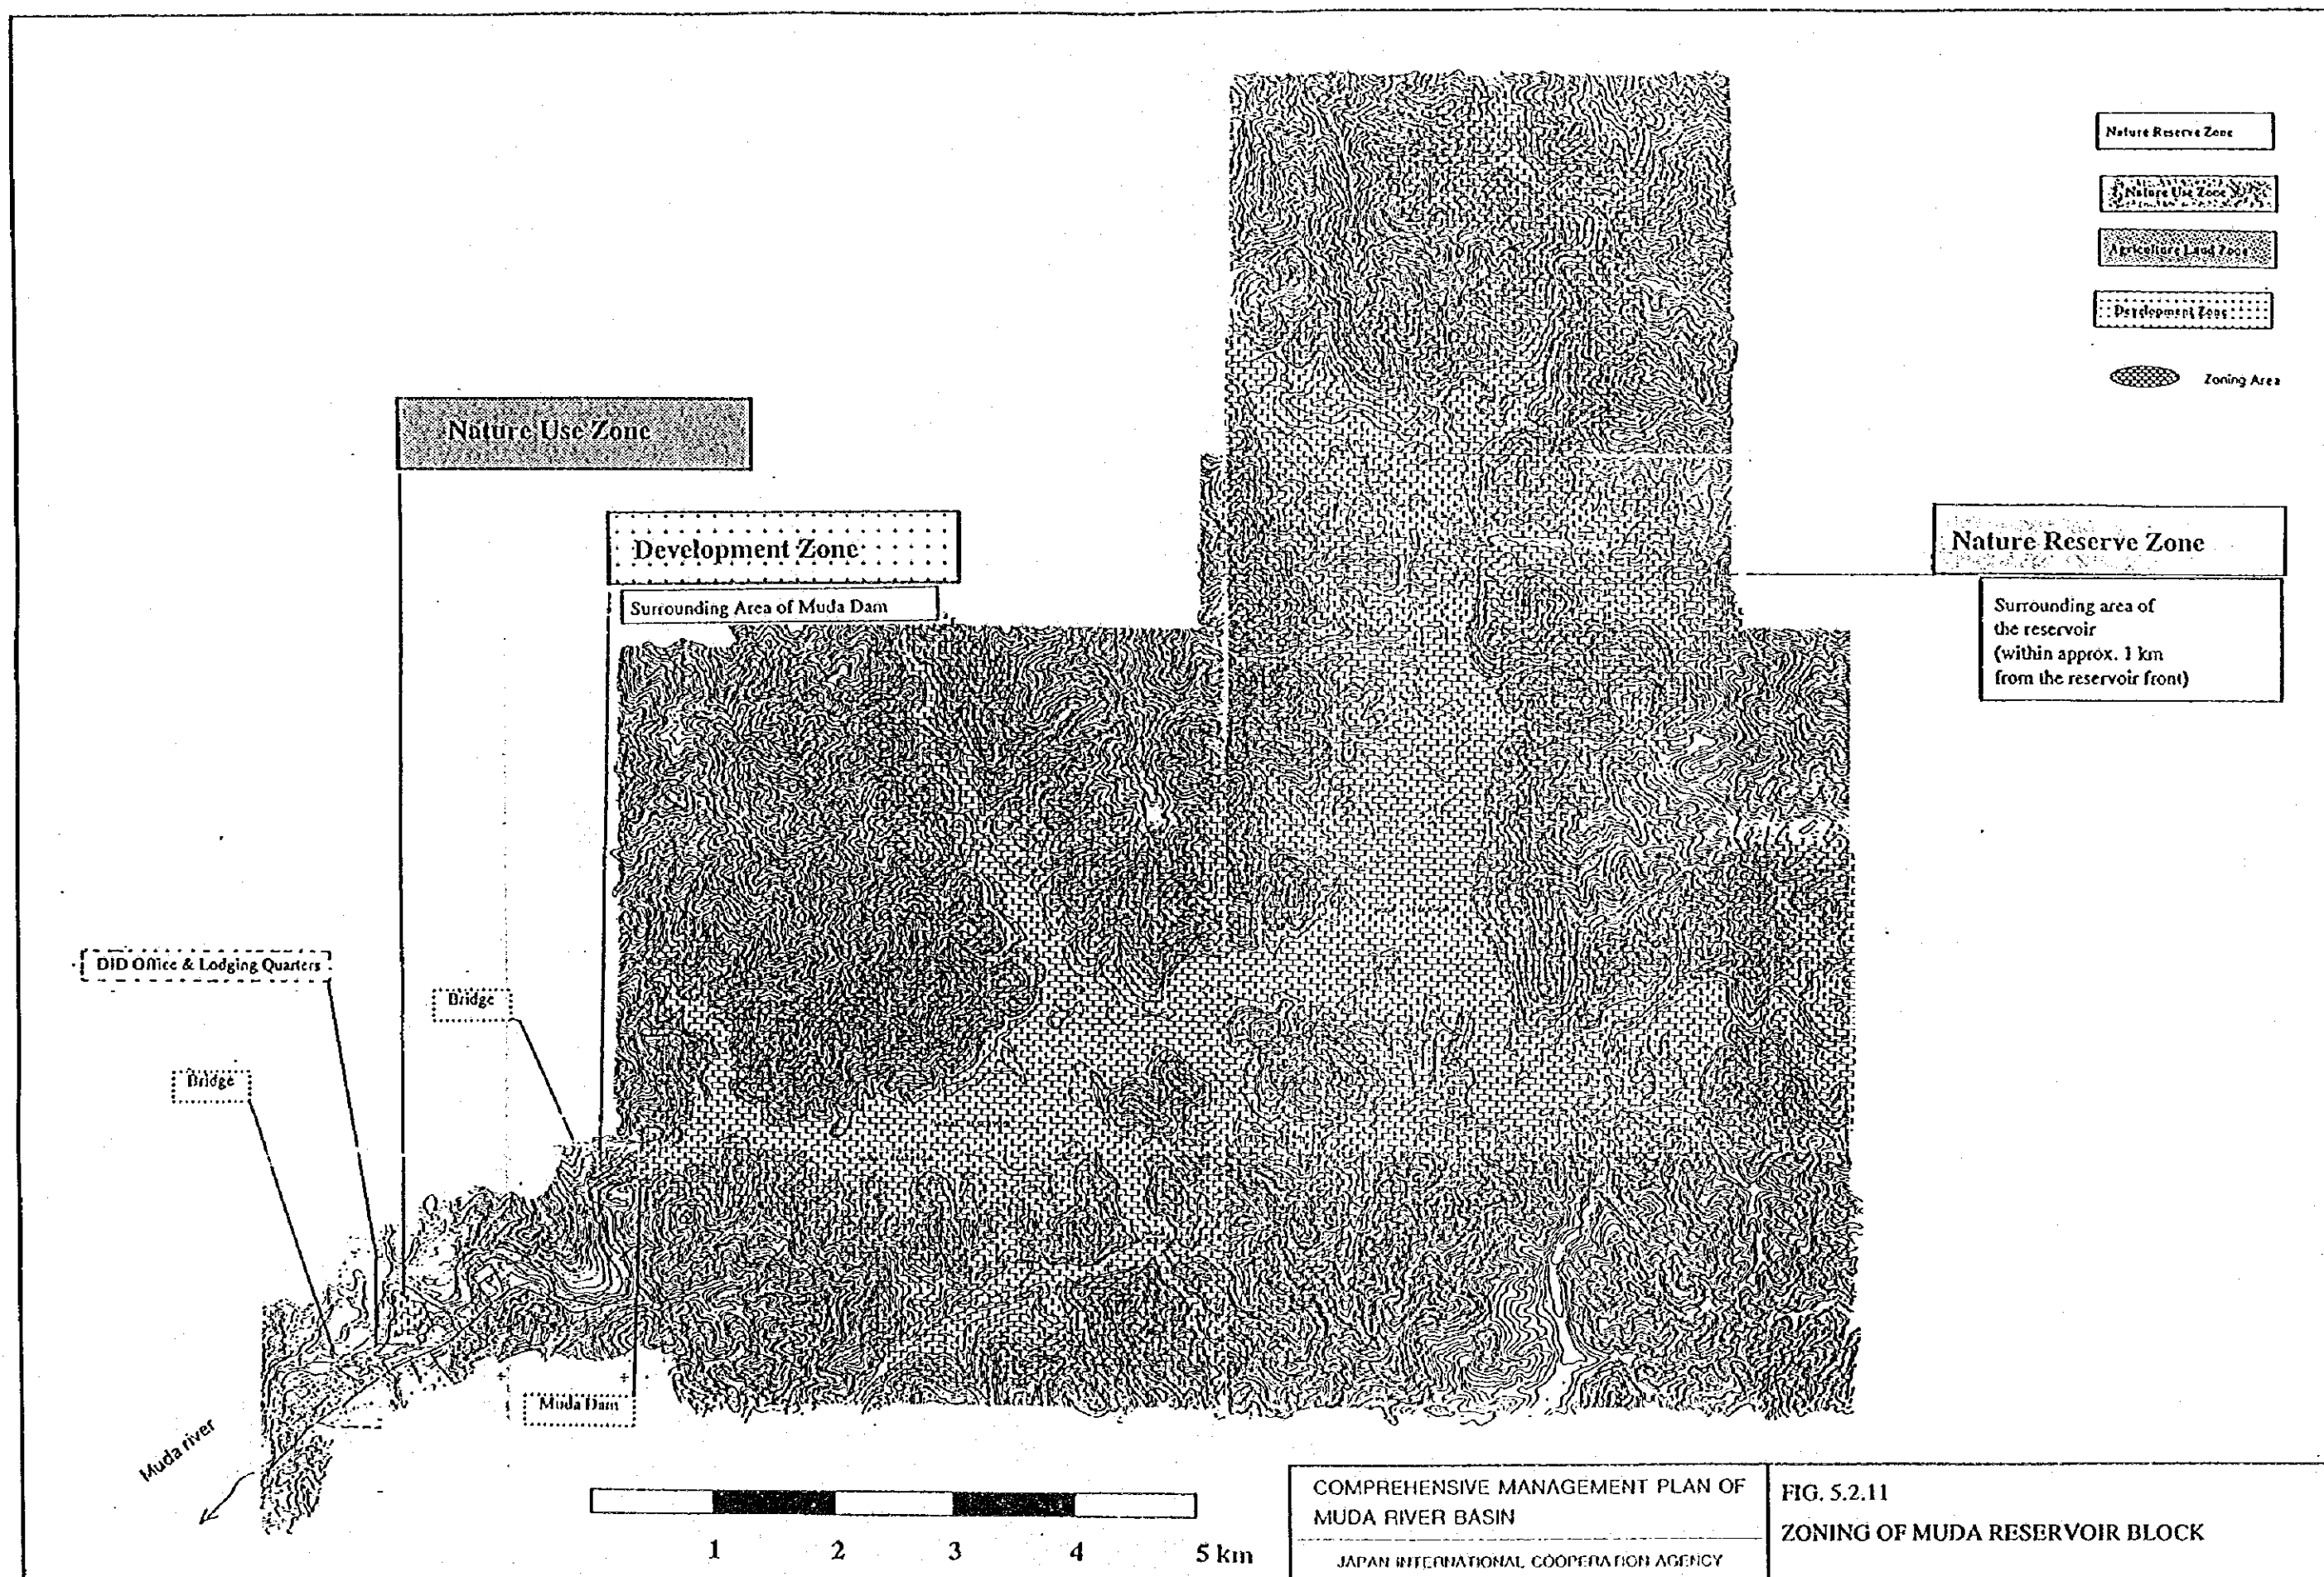 Nature Reserve Zone
Nature Use Zone
Agriculture Land Zone
Development Zone
Zoning Area
Nature Use Zone
Development Zone
Surrounding Area of Muda Dam
Nature Reserve Zone
Surrounding area of
the reservoir
(within approx. 1 km
from the reservoir front)
DID Office & Lodging Quarters
Bridge
Bridge
Muda Dam
Muda river
1 2 3 4 5 km
COMPREHENSIVE MANAGEMENT PLAN OF
MUDA RIVER BASIN
JAPAN INTERNATIONAL COOPERATION AGENCY
FIG. 5.2.11
ZONING OF MUDA RESERVOIR BLOCK